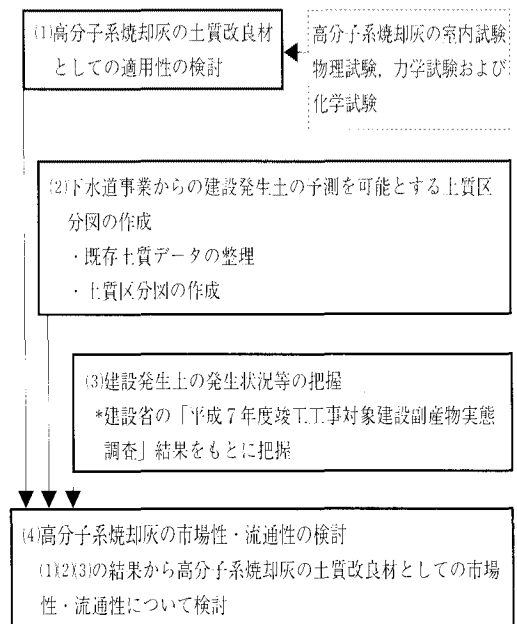 (1)高分子系焼却灰の土質改良材
としての適用性の検討
高分子系焼却灰の室内試験
物理試験，力学試験および
化学試験
(2)下水道事業からの建設発生土の予測を可能とする土質区
分図の作成
・既存土質データの整理
・土質区分図の作成
(3)建設発生土の発生状況等の把握
*建設省の「平成７年度竣工工事対象建設副産物実態
調査」結果をもとに把握
(4)高分子系焼却灰の市場性・流通性の検討
(1)(2)(3)の結果から高分子系焼却灰の土質改良材としての市場
性・流通性について検討